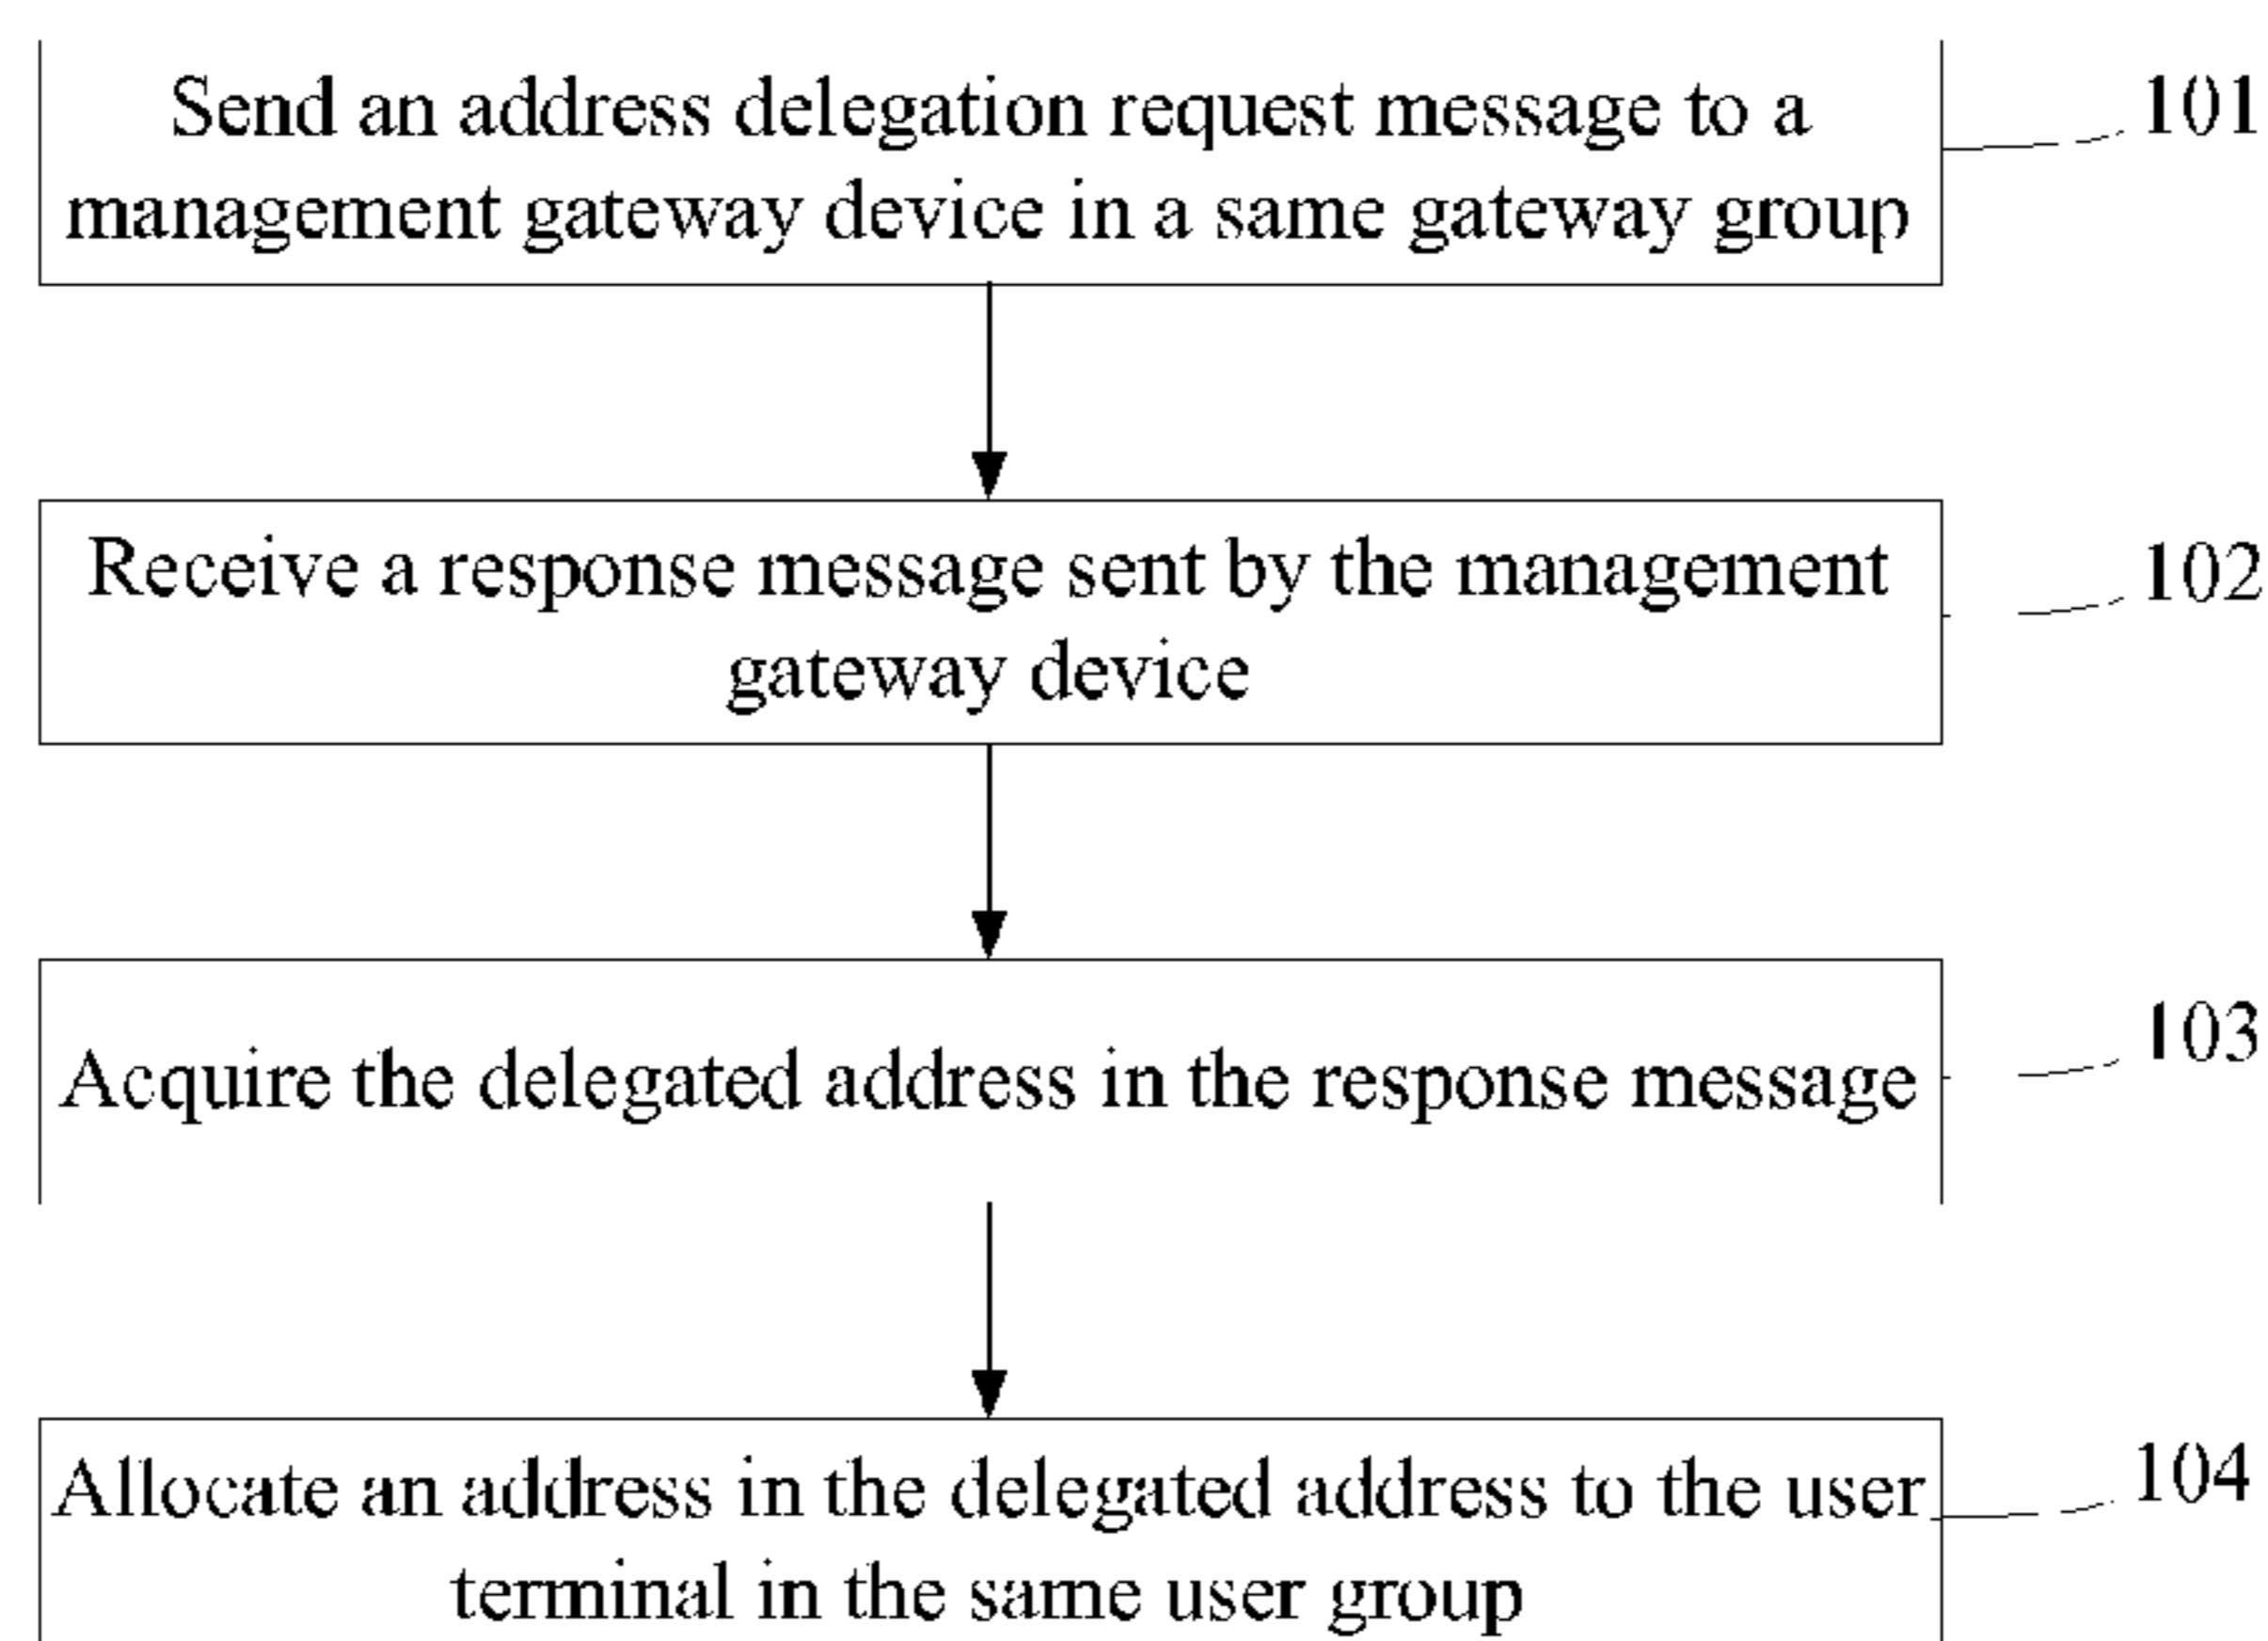 Send an address delegation request message to a
management gateway device in a same gateway group
101
Receive a response message sent by the management
gateway device
102
Acquire the delegated address in the response message
103
Allocate an address in the delegated address to the user
terminal in the same user group
104